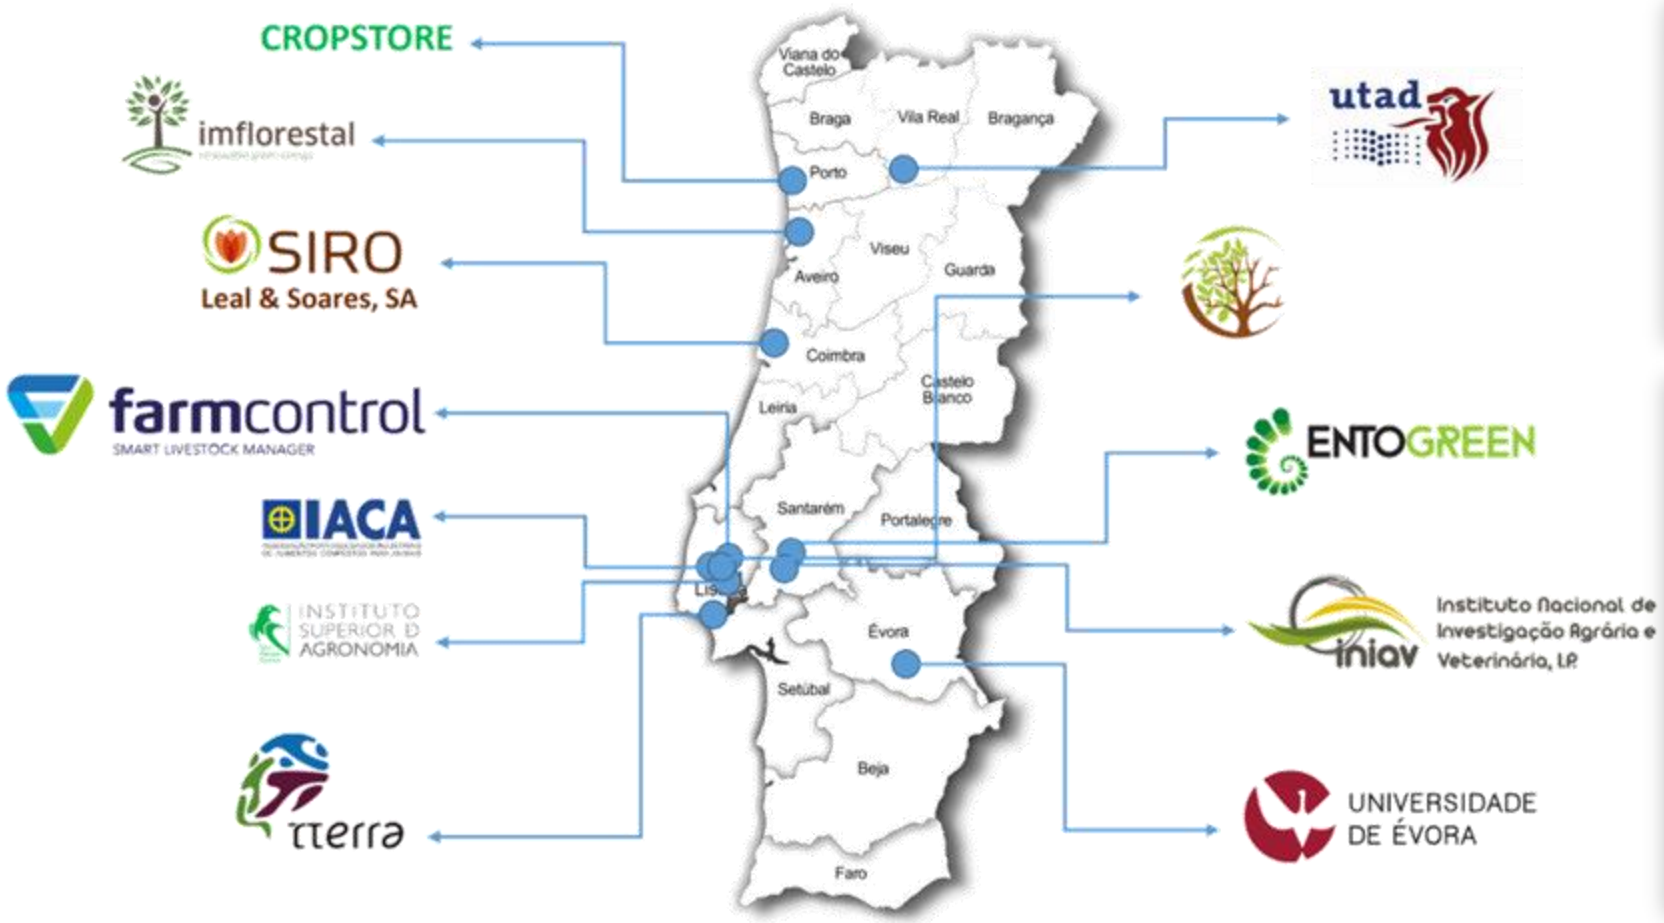 CROPSTORE
imflorestal
SIRO
Leal & Soares, SA
farmcontrol
SMART LIVESTOCK MANAGER
IACA
INSTITUTO
SUPERIOR D
AGRONOMIA
tterra
Viana do
Castelo
Braga
Vila Real
Bragança
Porto
Viseu
Aveiro
Guarda
Coimbra
Castelo
Branco
Leiria
Santarém
Portalegre
Évora
Setúbal
Beja
Faro
utad
ENTOGREEN
iniav
Instituto Nacional de
Investigação Agrária e
Veterinária, I.P.
UNIVERSIDADE
DE ÉVORA